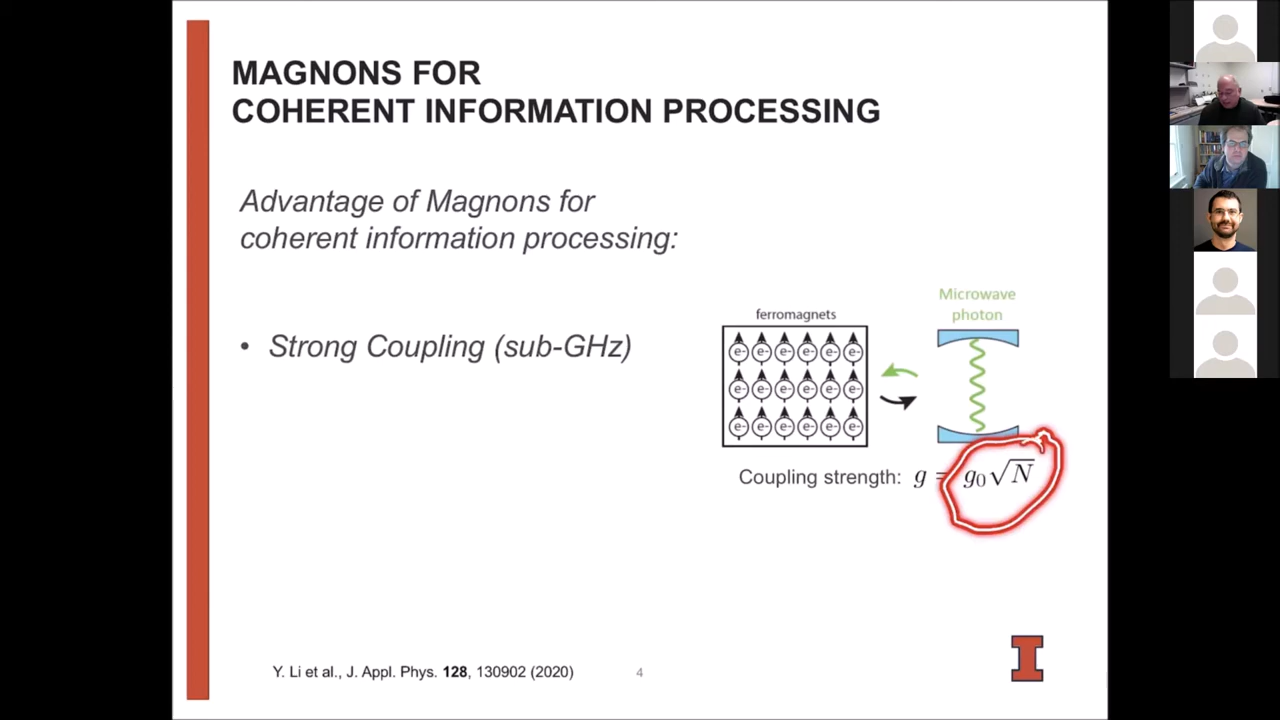 MAGNONS FOR
COHERENT INFORMATION PROCESSING
Advantage of Magnons for
coherent information processing:
• Strong Coupling (sub-GHz)
ferromagnets
e- e- e- e- e- e-
e- e- e- e- e- e-
e- e- e- e- e- e-
Microwave
photon
Coupling strength: g = g₀√N
Y. Li et al., J. Appl. Phys. 128, 130902 (2020)
4
I